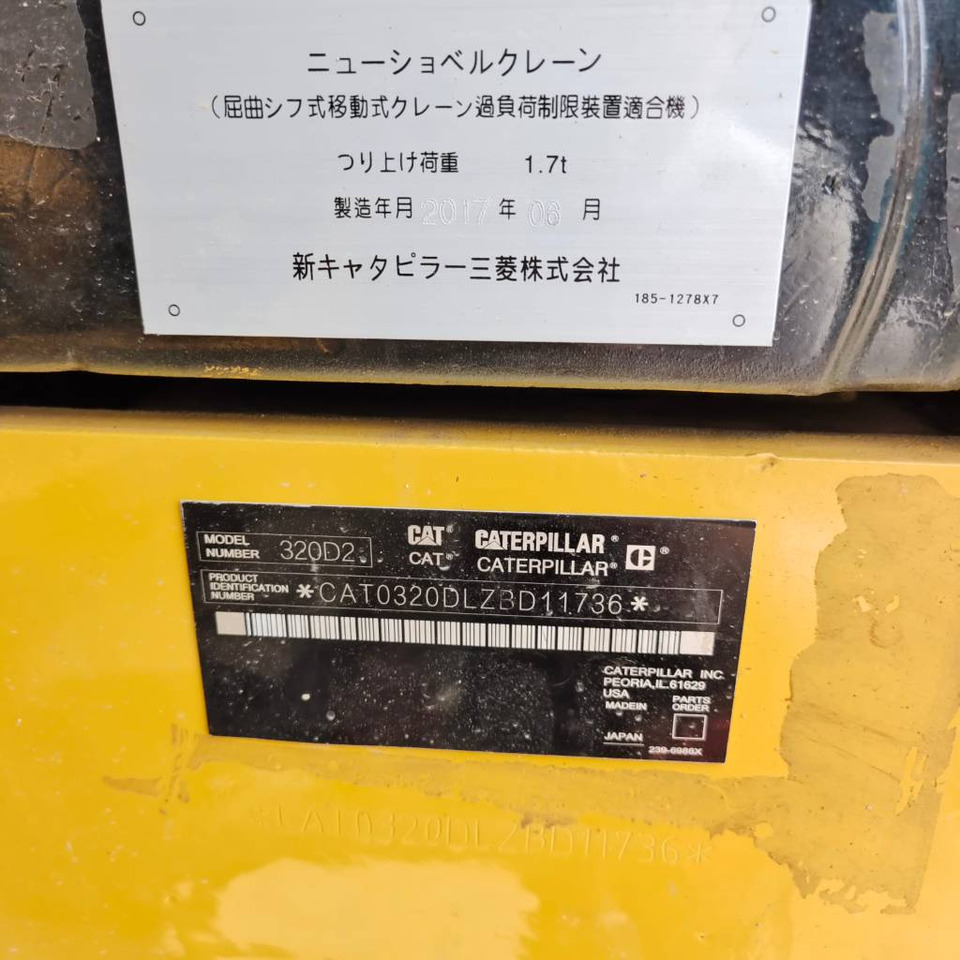 ニューショベルクレーン
(屈曲シフ式移動式クレーン過負荷制限装置適合機)
つり上げ荷重 1.7t
製造年月 2017 年 06 月
新キャタピラー三菱株式会社
185-1278X7
MODEL NUMBER 320D2
CAT® CATERPILLAR® ®
CAT® CATERPILLAR®
PRODUCT IDENTIFICATION NUMBER *CAT0320DLZBD11736*
CATERPILLAR INC.
PEORIA,IL.61629
USA
MADEIN
JAPAN
PARTS ORDER
239-6986X
*CAT0320DLZBD11736*